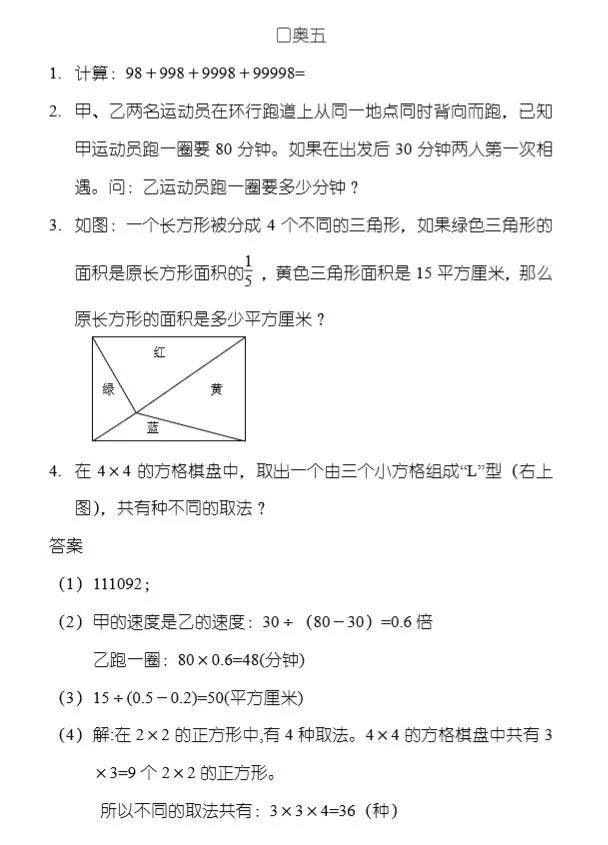 口奥五
1. 计算：98＋998＋9998＋99998=
2. 甲、乙两名运动员在环行跑道上从同一地点同时背向而跑，已知
甲运动员跑一圈要 80 分钟。如果在出发后 30 分钟两人第一次相
遇。问：乙运动员跑一圈要多少分钟？
3. 如图：一个长方形被分成 4 个不同的三角形，如果绿色三角形的
面积是原长方形面积的1/5，黄色三角形面积是 15 平方厘米，那么
原长方形的面积是多少平方厘米？
红
绿
黄
蓝
4. 在 4×4 的方格棋盘中，取出一个由三个小方格组成“L”型（右上
图），共有种不同的取法？
答案
（1）111092；
（2）甲的速度是乙的速度：30÷（80－30）=0.6 倍
乙跑一圈：80×0.6=48(分钟)
（3）15÷(0.5－0.2)=50(平方厘米)
（4）解:在 2×2 的正方形中,有 4 种取法。4×4 的方格棋盘中共有 3
×3=9 个 2×2 的正方形。
所以不同的取法共有：3×3×4=36（种）